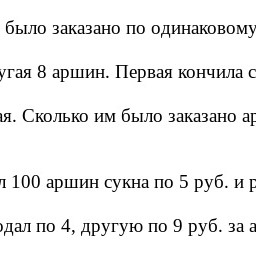 было заказано по одинаковому
угая 8 аршин. Первая кончила с
ая. Сколько им было заказано ар
л 100 аршин сукна по 5 руб. и р
одал по 4, другую по 9 руб. за а